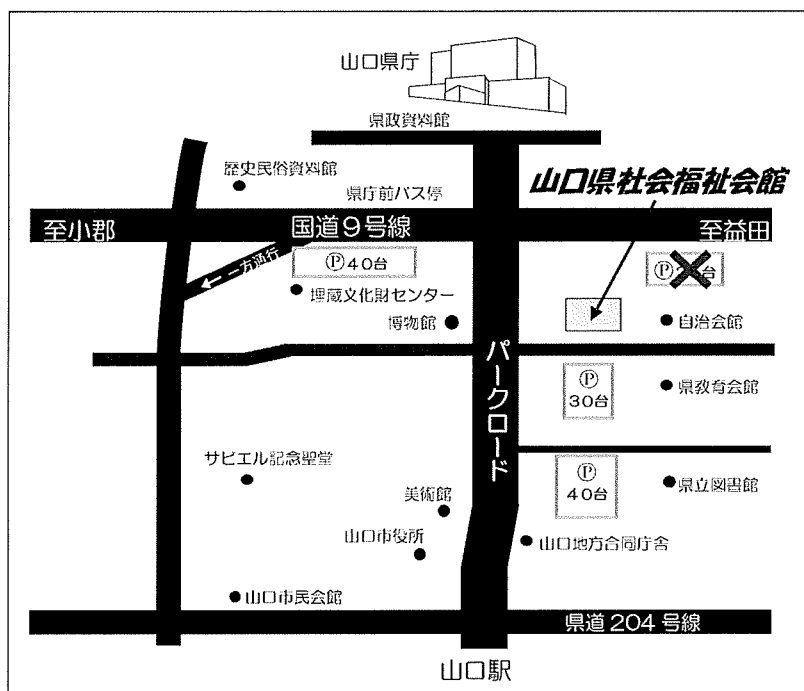 山口県庁
県政資料館
歴史民俗資料館
県庁前バス停
山口県社会福祉会館
至小郡
国道9号線
至益田
一方通行
Ⓟ40台
Ⓟ 台
埋蔵文化財センター
博物館
自治会館
パークロード
Ⓟ
30台
県教育会館
サビエル記念聖堂
Ⓟ
40台
県立図書館
美術館
山口市役所
山口地方合同庁舎
山口市民会館
県道204号線
山口駅